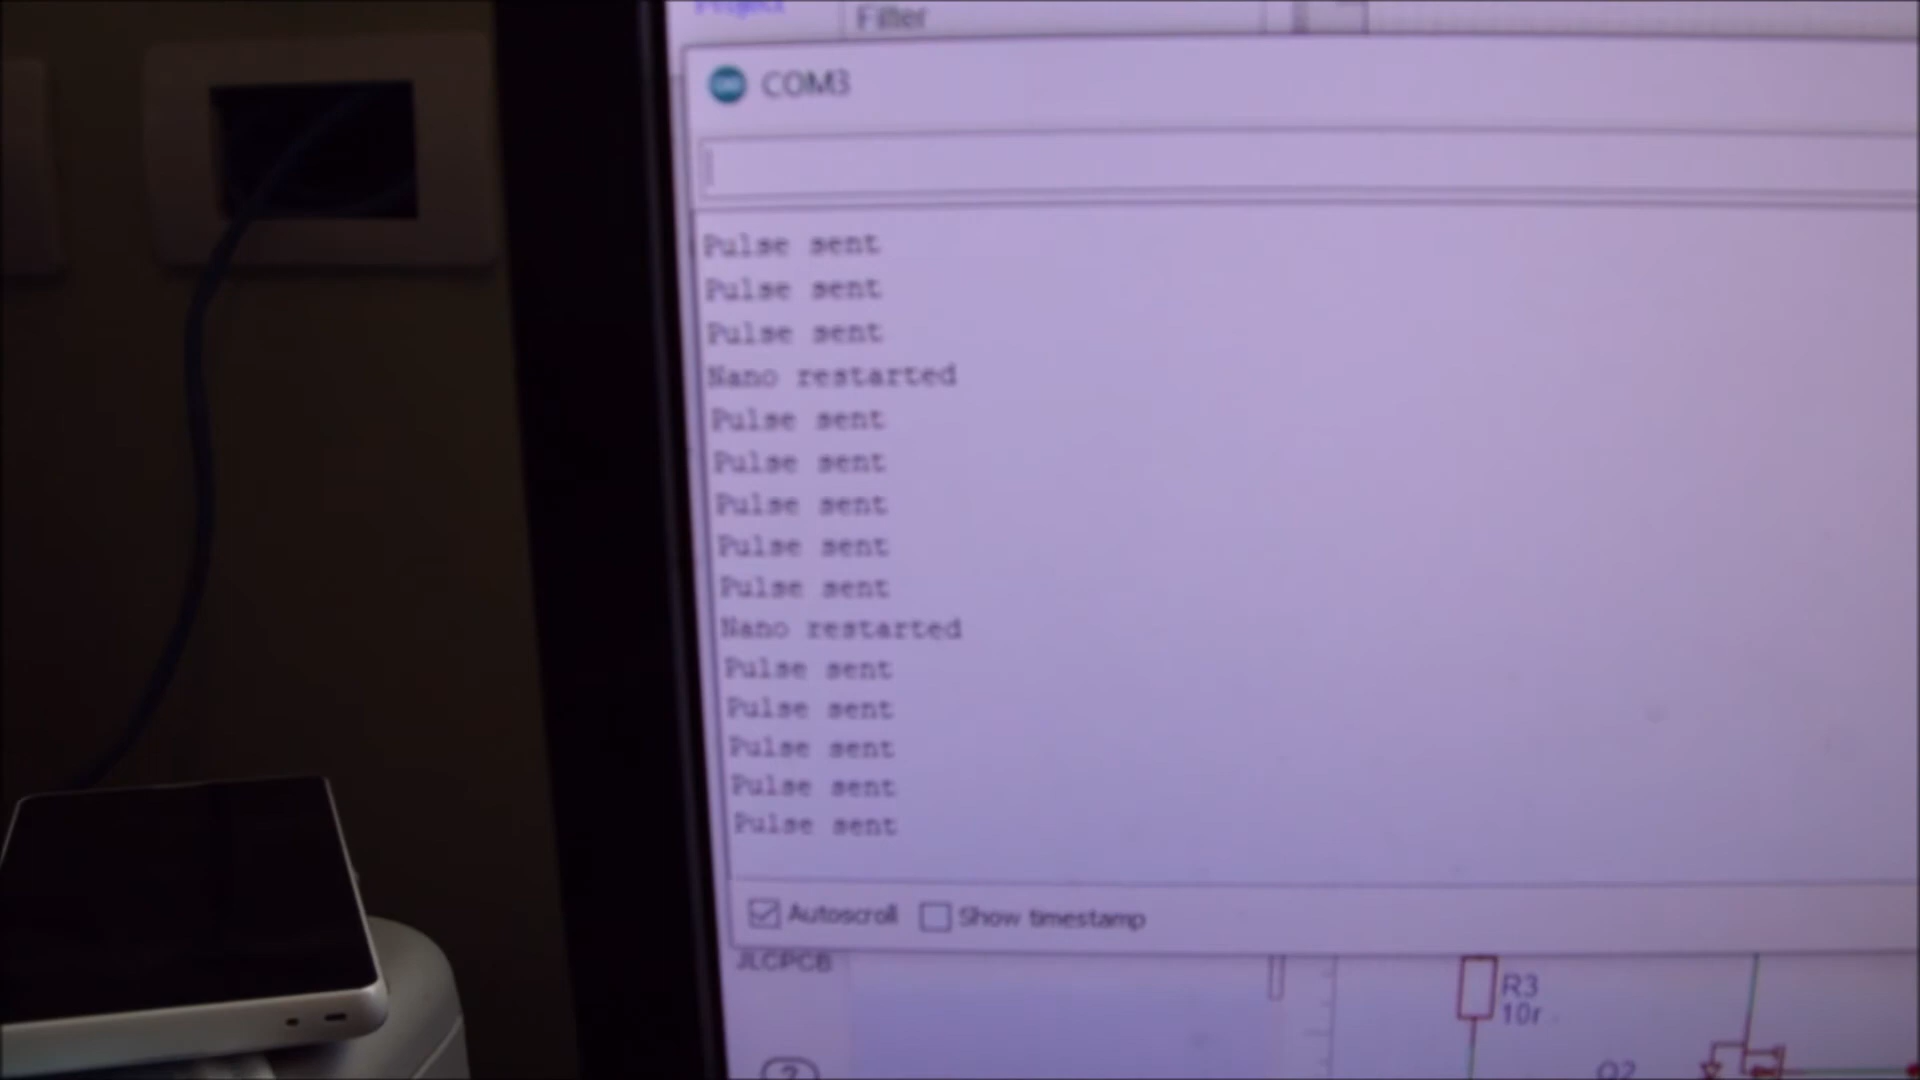 Project
Filter
COM3
Pulse sent
Pulse sent
Pulse sent
Nano restarted
Pulse sent
Pulse sent
Pulse sent
Pulse sent
Pulse sent
Nano restarted
Pulse sent
Pulse sent
Pulse sent
Pulse sent
Pulse sent
Autoscroll Show timestamp
JLCPCB
R3
10r
Q2
?